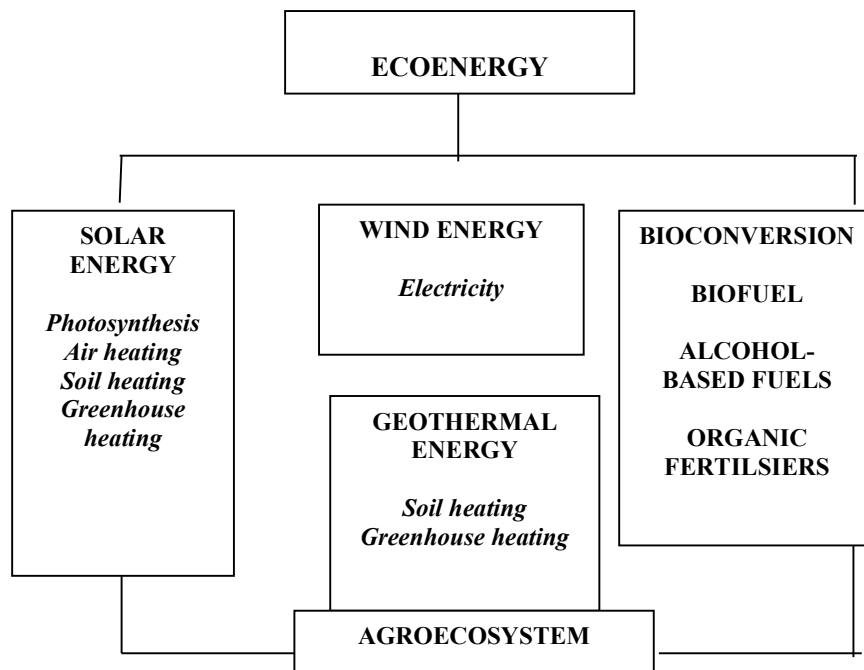 ECOENERGY
SOLAR
ENERGY
Photosynthesis
Air heating
Soil heating
Greenhouse
heating
WIND ENERGY
Electricity
GEOTHERMAL
ENERGY
Soil heating
Greenhouse heating
BIOCONVERSION
BIOFUEL
ALCOHOL-
BASED FUELS
ORGANIC
FERTILSIERS
AGROECOSYSTEM